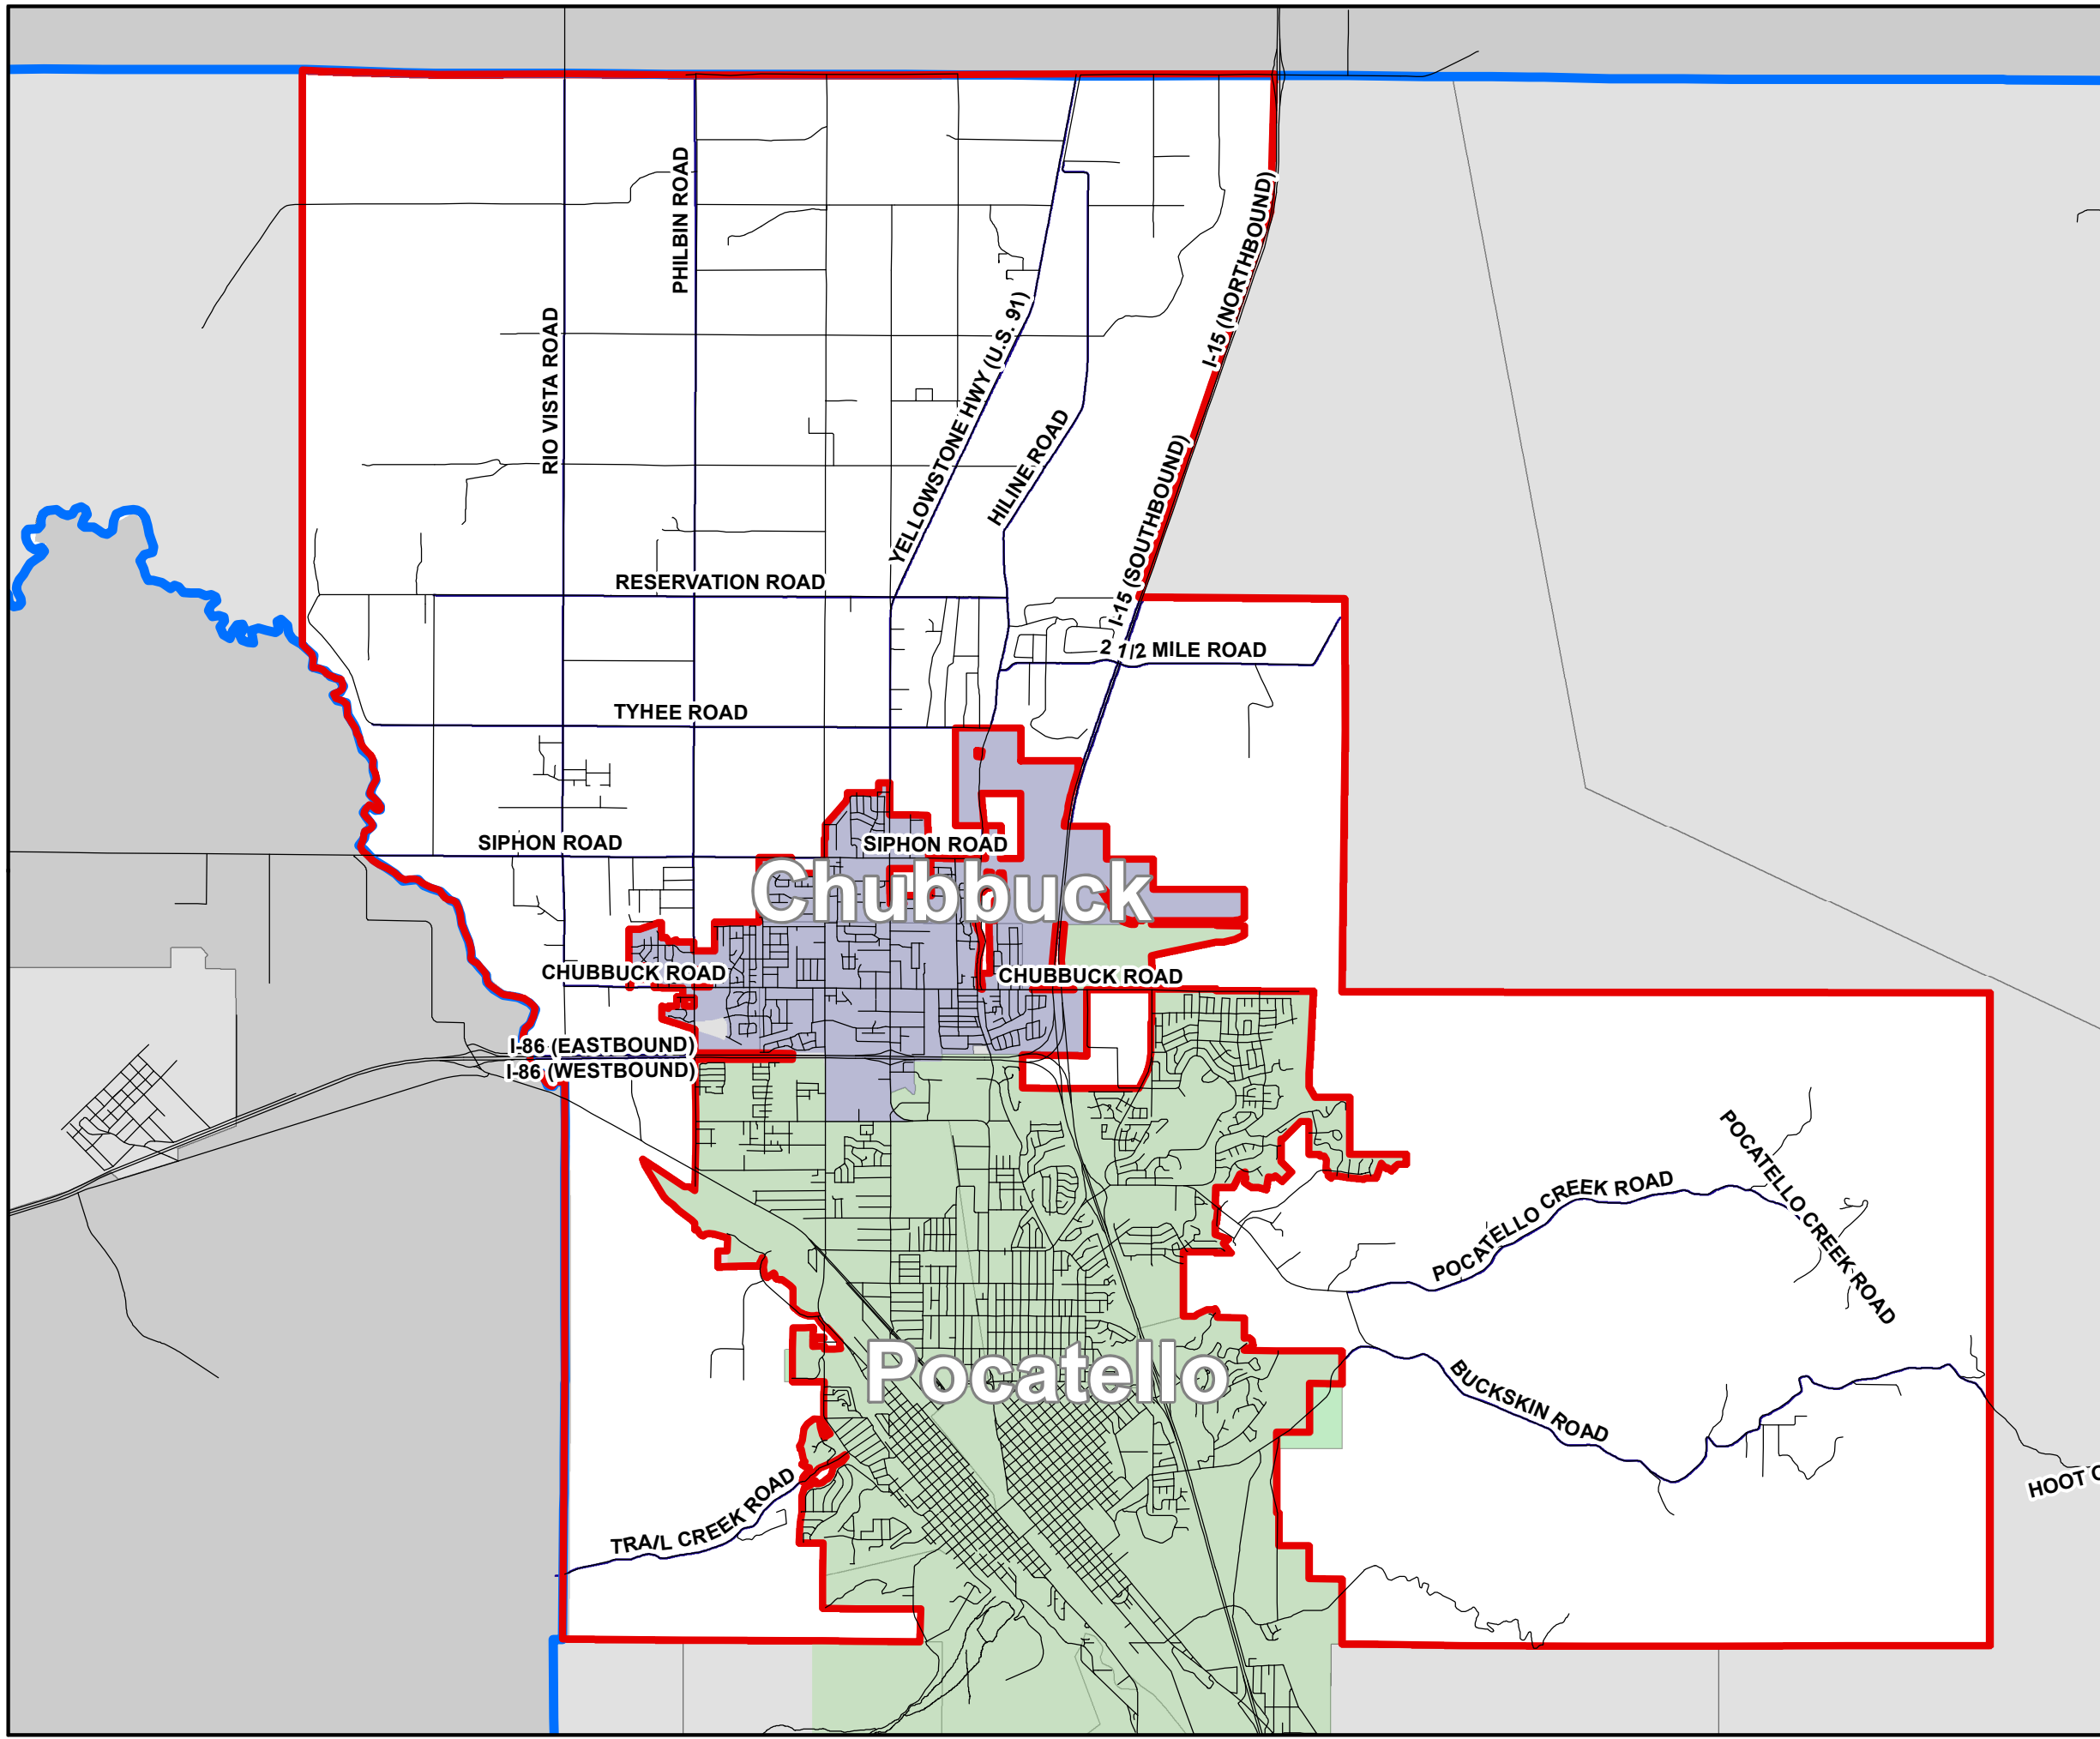 PHILBIN ROAD
I-15 (NORTHBOUND)
RIO VISTA ROAD
YELLOWSTONE HWY (U.S. 91)
HILINE ROAD
I-15 (SOUTHBOUND)
RESERVATION ROAD
2 1/2 MILE ROAD
TYHEE ROAD
SIPHON ROAD
SIPHON ROAD
Chubbuck
CHUBBUCK ROAD
CHUBBUCK ROAD
I-86 (EASTBOUND)
I-86 (WESTBOUND)
POCATELLO CREEK ROAD
POCATELLO CREEK ROAD
Pocatello
BUCKSKIN ROAD
TRA/L CREEK ROAD
HOOT